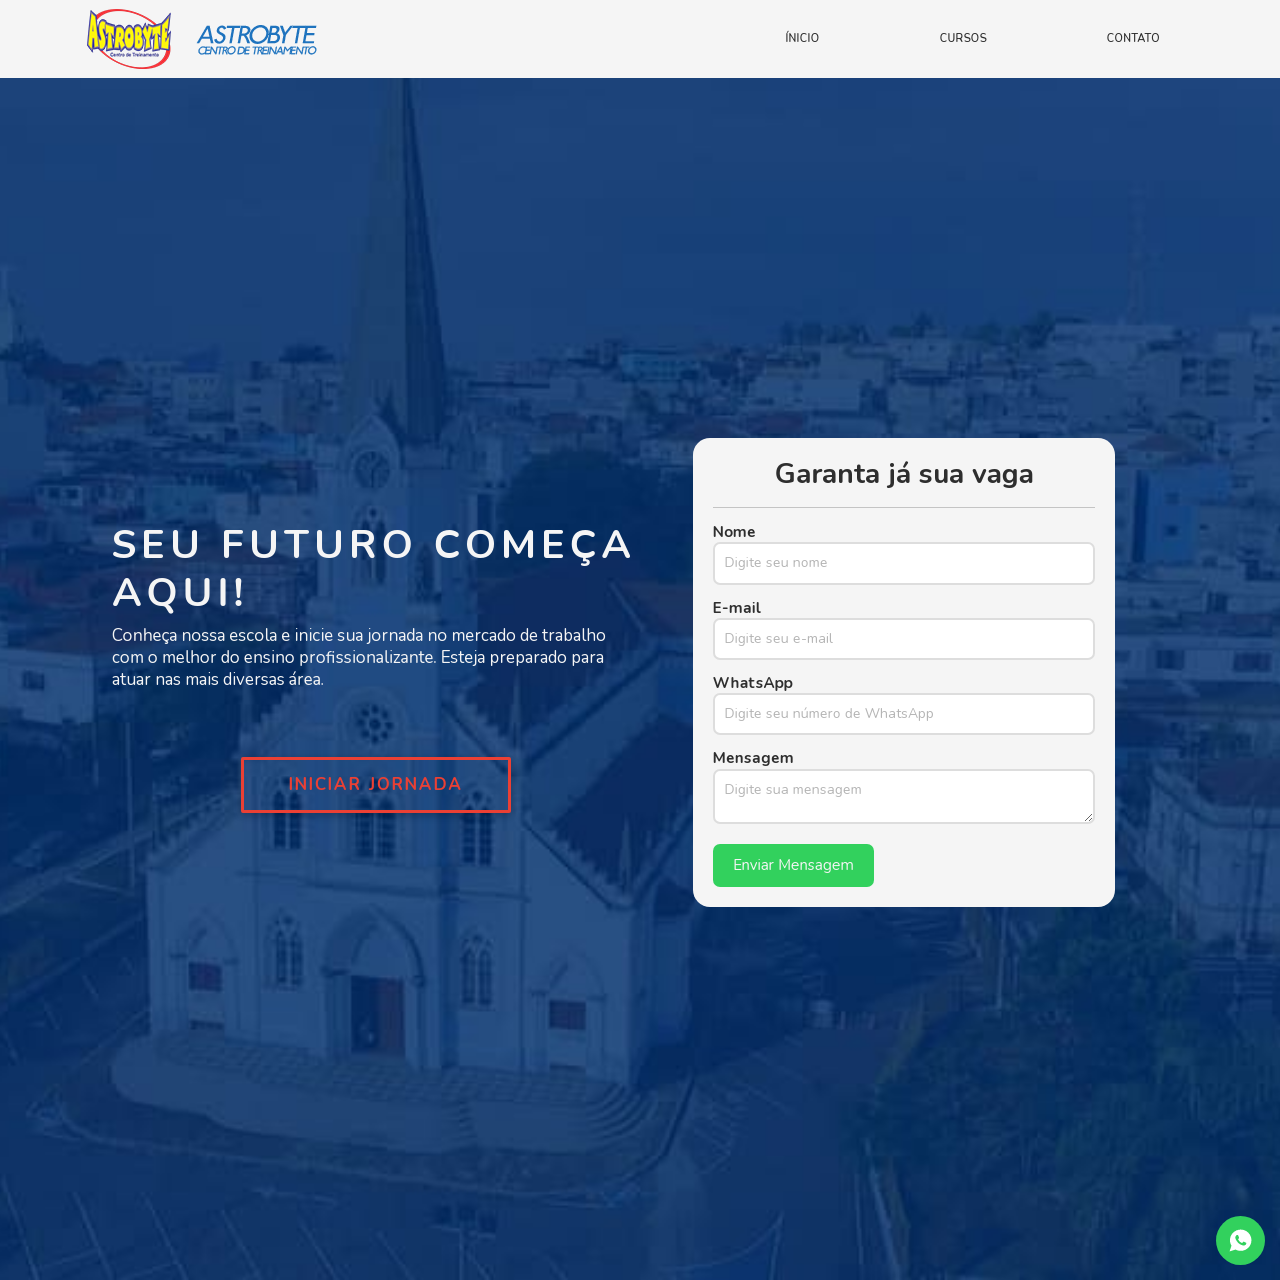 ASTROBYTE
Centro de Treinamento
ASTROBYTE
CENTRO DE TREINAMENTO
ÍNICIO
CURSOS
CONTATO
SEU FUTURO COMEÇA
AQUI!
Conheça nossa escola e inicie sua jornada no mercado de trabalho
com o melhor do ensino profissionalizante. Esteja preparado para
atuar nas mais diversas área.
INICIAR JORNADA
Garanta já sua vaga
Nome
Digite seu nome
E-mail
Digite seu e-mail
WhatsApp
Digite seu número de WhatsApp
Mensagem
Digite sua mensagem
Enviar Mensagem